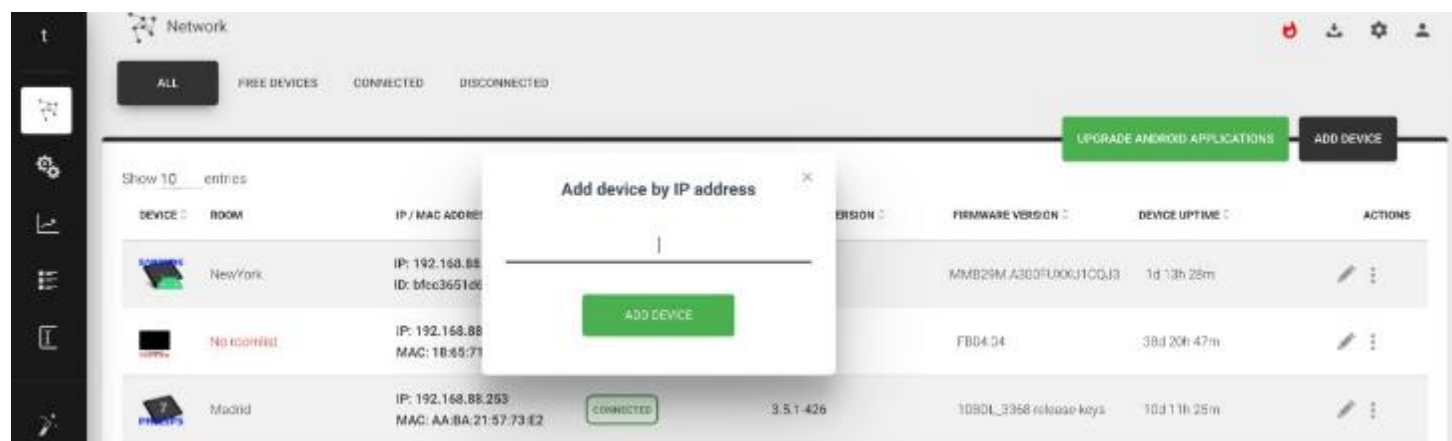 t
Network
ALL FREE DEVICES CONNECTED DISCONNECTED
UPGRADE ANDROID APPLICATIONS ADD DEVICE
Show 10 entries
Add device by IP address ×
DEVICE ROOM IP / MAC ADDRES ERSION FIRMWARE VERSION DEVICE UPTIME ACTIONS
NewYork IP: 192.168.88. 1d 13h 28m
ID: bfcc3651d6
ADD DEVICE
No roomlist IP: 192.168.88 FB04.04 38d 20h 47m
MAC: 18:65:71
Madrid IP: 192.168.88.253 CONNECTED 3.5.1-426 10BDL_3368 release-keys 10d 11h 25m
MAC: AA:BA:21:57:73:E2
PHILIPS